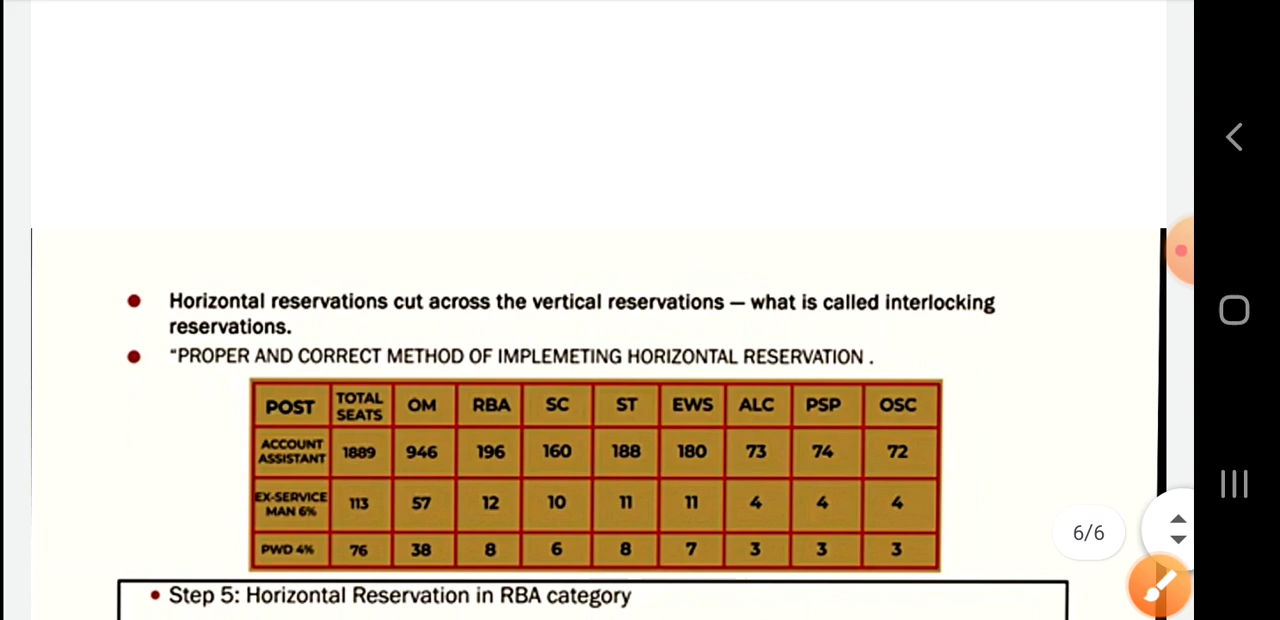 ● Horizontal reservations cut across the vertical reservations — what is called interlocking
reservations.
● "PROPER AND CORRECT METHOD OF IMPLEMETING HORIZONTAL RESERVATION .
POST TOTAL SEATS OM RBA SC ST EWS ALC PSP OSC
ACCOUNT ASSISTANT 1889 946 196 160 188 180 73 74 72
EX-SERVICE MAN 6% 113 57 12 10 11 11 4 4 4
PWD 4% 76 38 8 6 8 7 3 3 3
6/6
• Step 5: Horizontal Reservation in RBA category